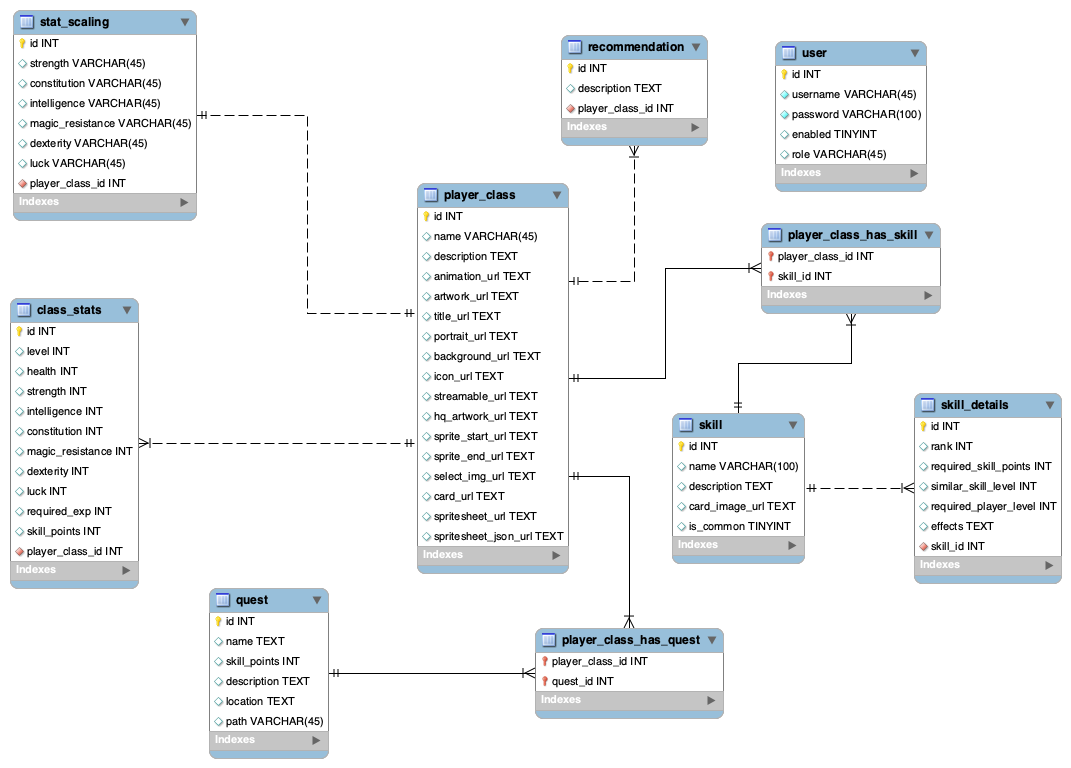 stat_scaling
id INT
strength VARCHAR(45)
constitution VARCHAR(45)
intelligence VARCHAR(45)
magic_resistance VARCHAR(45)
dexterity VARCHAR(45)
luck VARCHAR(45)
player_class_id INT
Indexes
recommendation
id INT
description TEXT
player_class_id INT
Indexes
user
id INT
username VARCHAR(45)
password VARCHAR(100)
enabled TINYINT
role VARCHAR(45)
Indexes
player_class
id INT
name VARCHAR(45)
description TEXT
animation_url TEXT
artwork_url TEXT
title_url TEXT
portrait_url TEXT
background_url TEXT
icon_url TEXT
streamable_url TEXT
hq_artwork_url TEXT
sprite_start_url TEXT
sprite_end_url TEXT
select_img_url TEXT
card_url TEXT
spritesheet_url TEXT
spritesheet_json_url TEXT
Indexes
player_class_has_skill
player_class_id INT
skill_id INT
Indexes
class_stats
id INT
level INT
health INT
strength INT
intelligence INT
constitution INT
magic_resistance INT
dexterity INT
luck INT
required_exp INT
skill_points INT
player_class_id INT
Indexes
skill
id INT
name VARCHAR(100)
description TEXT
card_image_url TEXT
is_common TINYINT
Indexes
skill_details
id INT
rank INT
required_skill_points INT
similar_skill_level INT
required_player_level INT
effects TEXT
skill_id INT
Indexes
quest
id INT
name TEXT
skill_points INT
description TEXT
location TEXT
path VARCHAR(45)
Indexes
player_class_has_quest
player_class_id INT
quest_id INT
Indexes